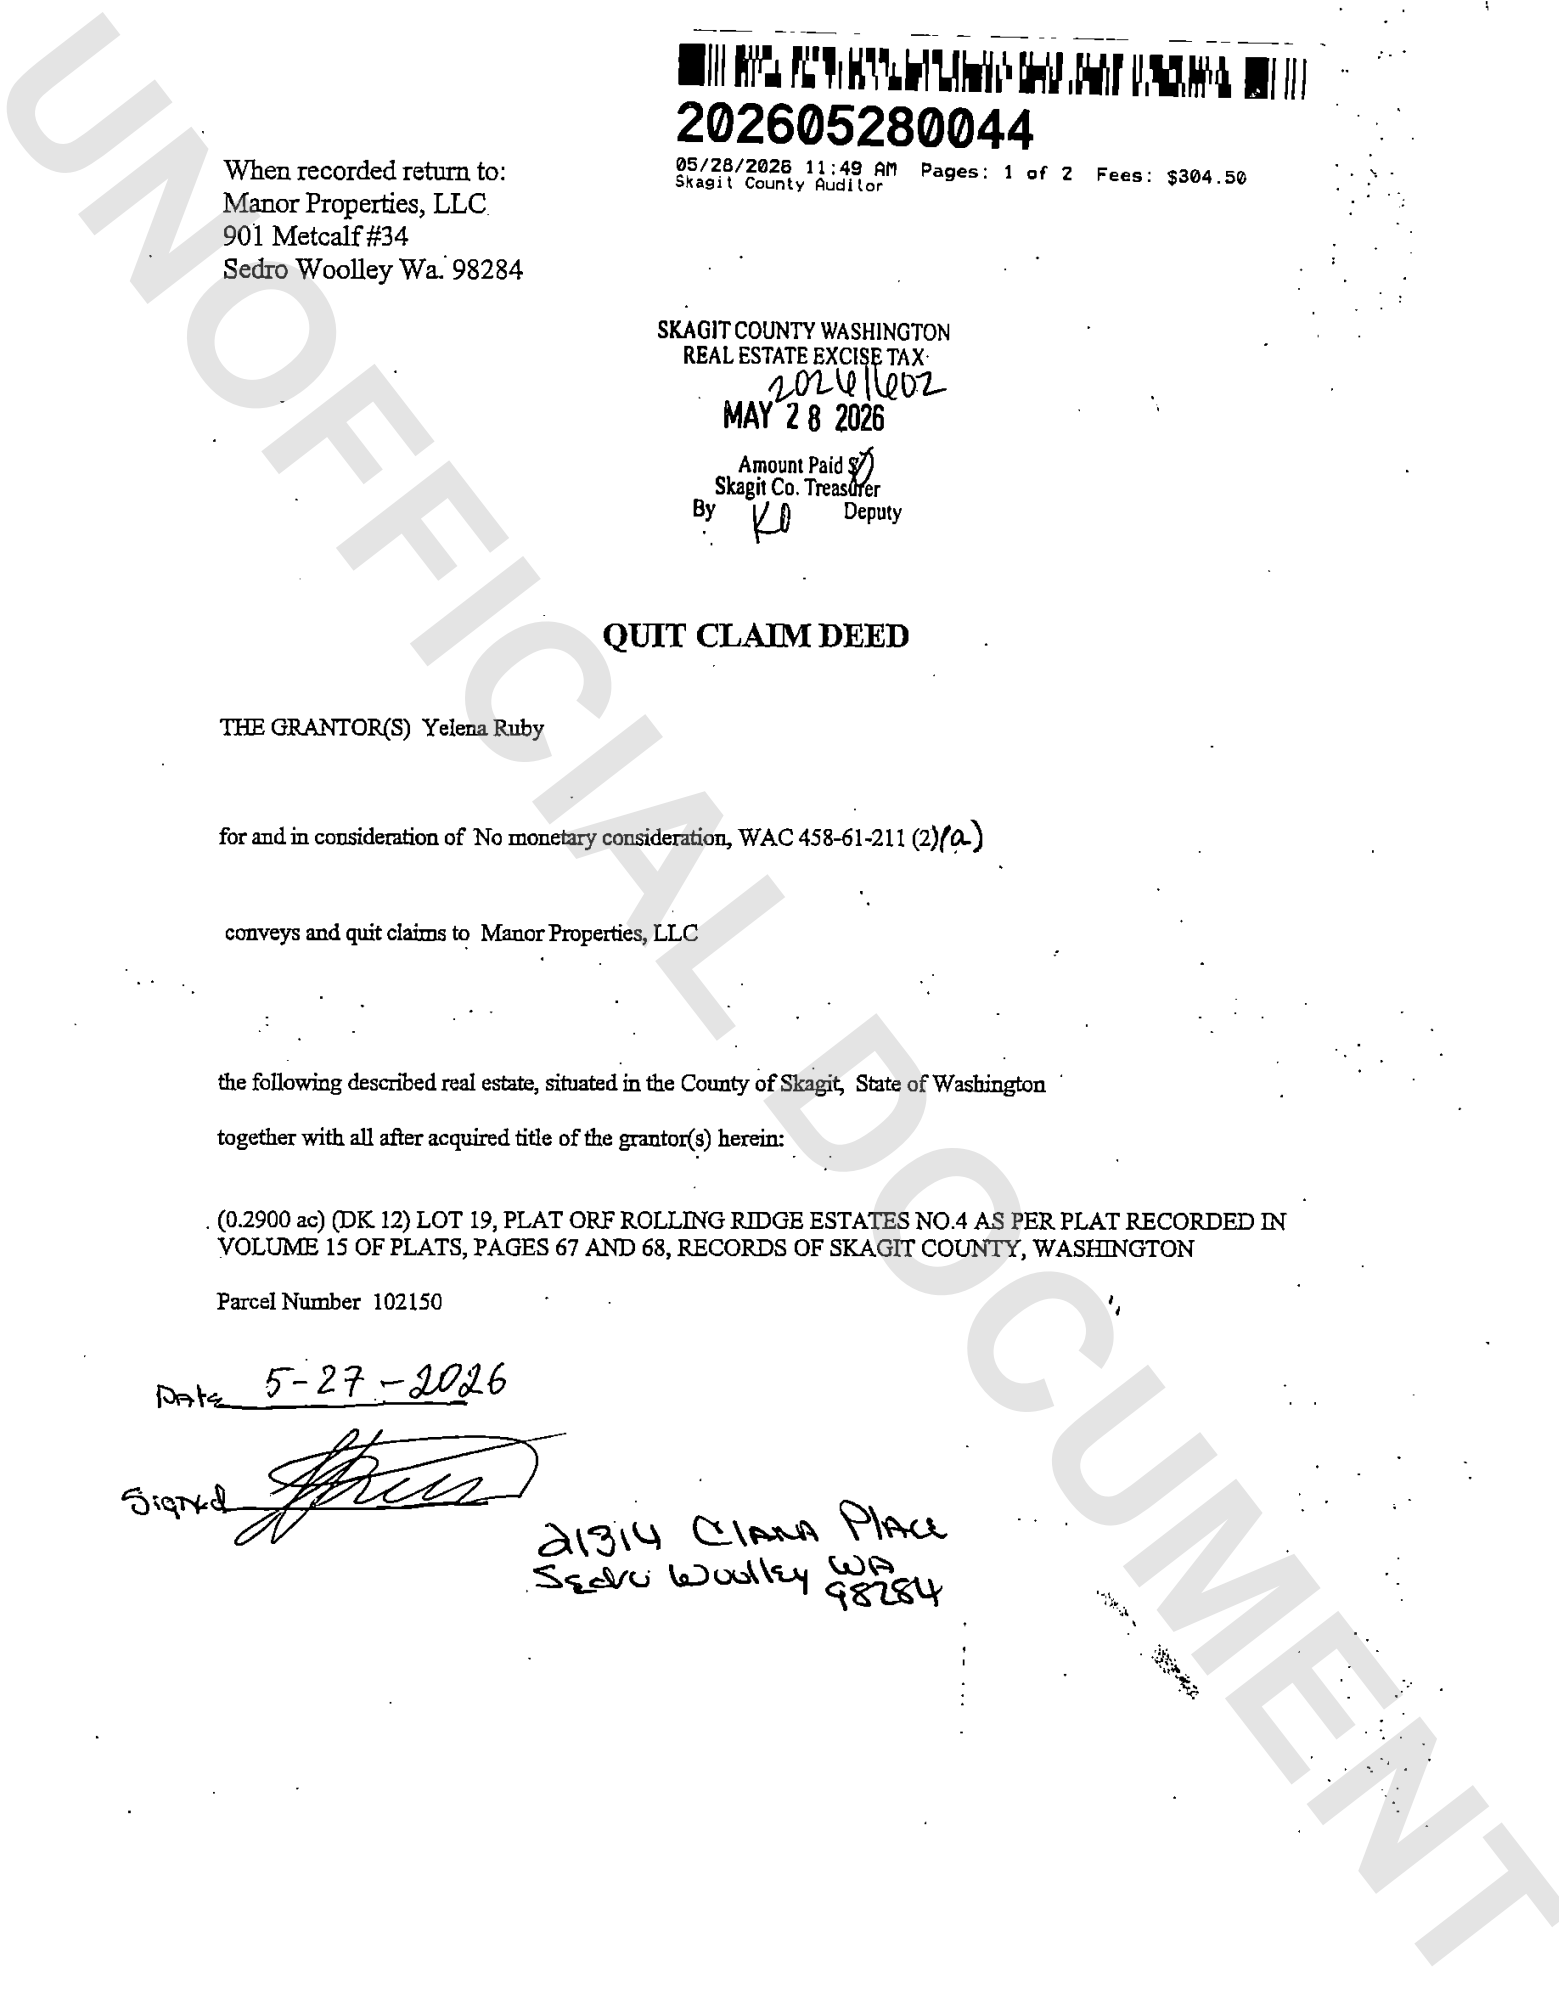 202605280044
05/28/2026 11:49 AM Pages: 1 of 2 Fees: $304.50
Skagit County Auditor
When recorded return to:
Manor Properties, LLC
901 Metcalf #34
Sedro Woolley Wa. 98284
SKAGIT COUNTY WASHINGTON
REAL ESTATE EXCISE TAX
20261602
MAY 28 2026
Amount Paid $0
Skagit Co. Treasurer
By KO Deputy
QUIT CLAIM DEED
THE GRANTOR(S) Yelena Ruby
for and in consideration of No monetary consideration, WAC 458-61-211 (2)(a)
conveys and quit claims to Manor Properties, LLC
the following described real estate, situated in the County of Skagit, State of Washington
together with all after acquired title of the grantor(s) herein:
(0.2900 ac) (DK 12) LOT 19, PLAT ORF ROLLING RIDGE ESTATES NO.4 AS PER PLAT RECORDED IN
VOLUME 15 OF PLATS, PAGES 67 AND 68, RECORDS OF SKAGIT COUNTY, WASHINGTON
Parcel Number 102150
Date 5-27-2026
Signed
21314 Clara Place
Sedro Woolley WA
98284
UNOFFICIAL DOCUMENT